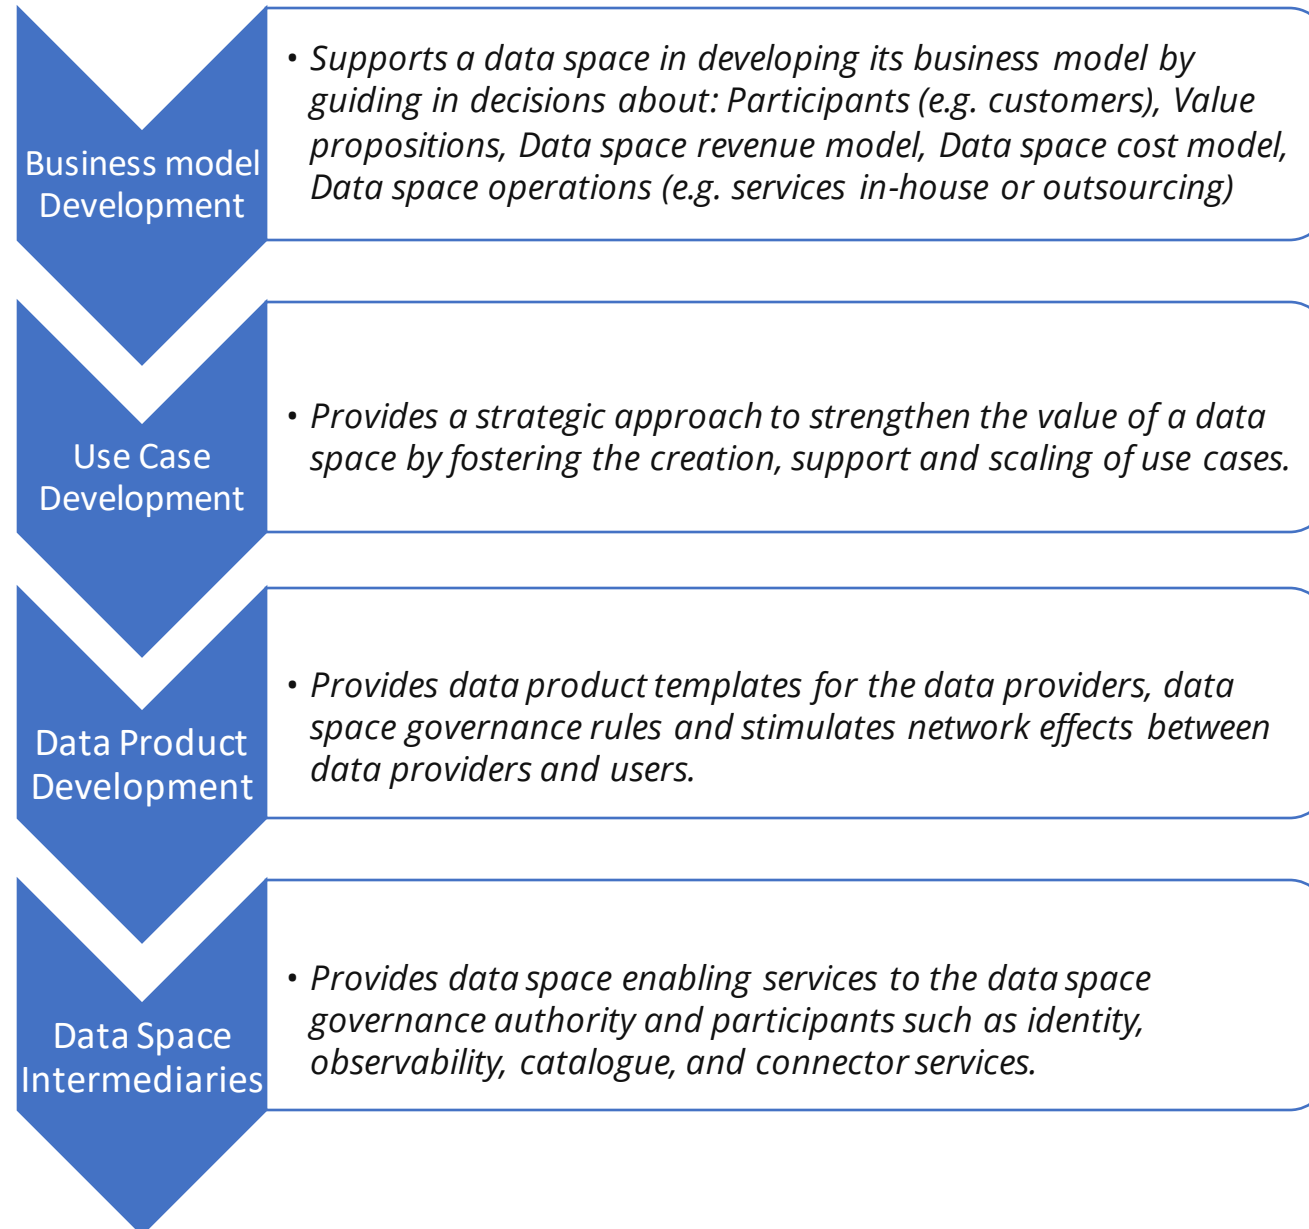 Business model
Development
• Supports a data space in developing its business model by
guiding in decisions about: Participants (e.g. customers), Value
propositions, Data space revenue model, Data space cost model,
Data space operations (e.g. services in-house or outsourcing)
Use Case
Development
• Provides a strategic approach to strengthen the value of a data
space by fostering the creation, support and scaling of use cases.
Data Product
Development
• Provides data product templates for the data providers, data
space governance rules and stimulates network effects between
data providers and users.
Data Space
Intermediaries
• Provides data space enabling services to the data space
governance authority and participants such as identity,
observability, catalogue, and connector services.